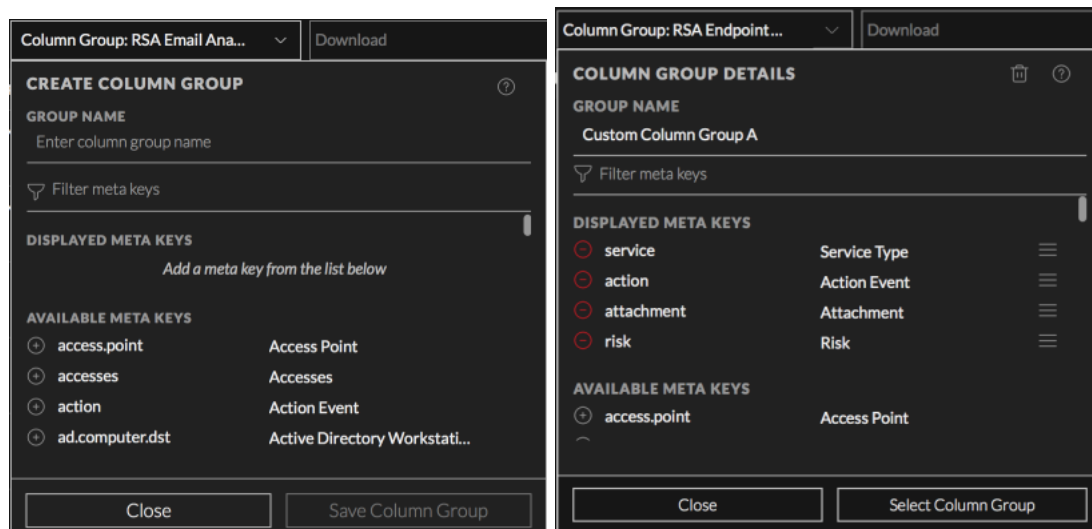 Column Group: RSA Email Ana...
Download
CREATE COLUMN GROUP
GROUP NAME
Enter column group name
Filter meta keys
DISPLAYED META KEYS
Add a meta key from the list below
AVAILABLE META KEYS
access.point Access Point
accesses Accesses
action Action Event
ad.computer.dst Active Directory Workstati...
Close
Save Column Group
Column Group: RSA Endpoint...
Download
COLUMN GROUP DETAILS
GROUP NAME
Custom Column Group A
Filter meta keys
DISPLAYED META KEYS
service Service Type
action Action Event
attachment Attachment
risk Risk
AVAILABLE META KEYS
access.point Access Point
Close
Select Column Group